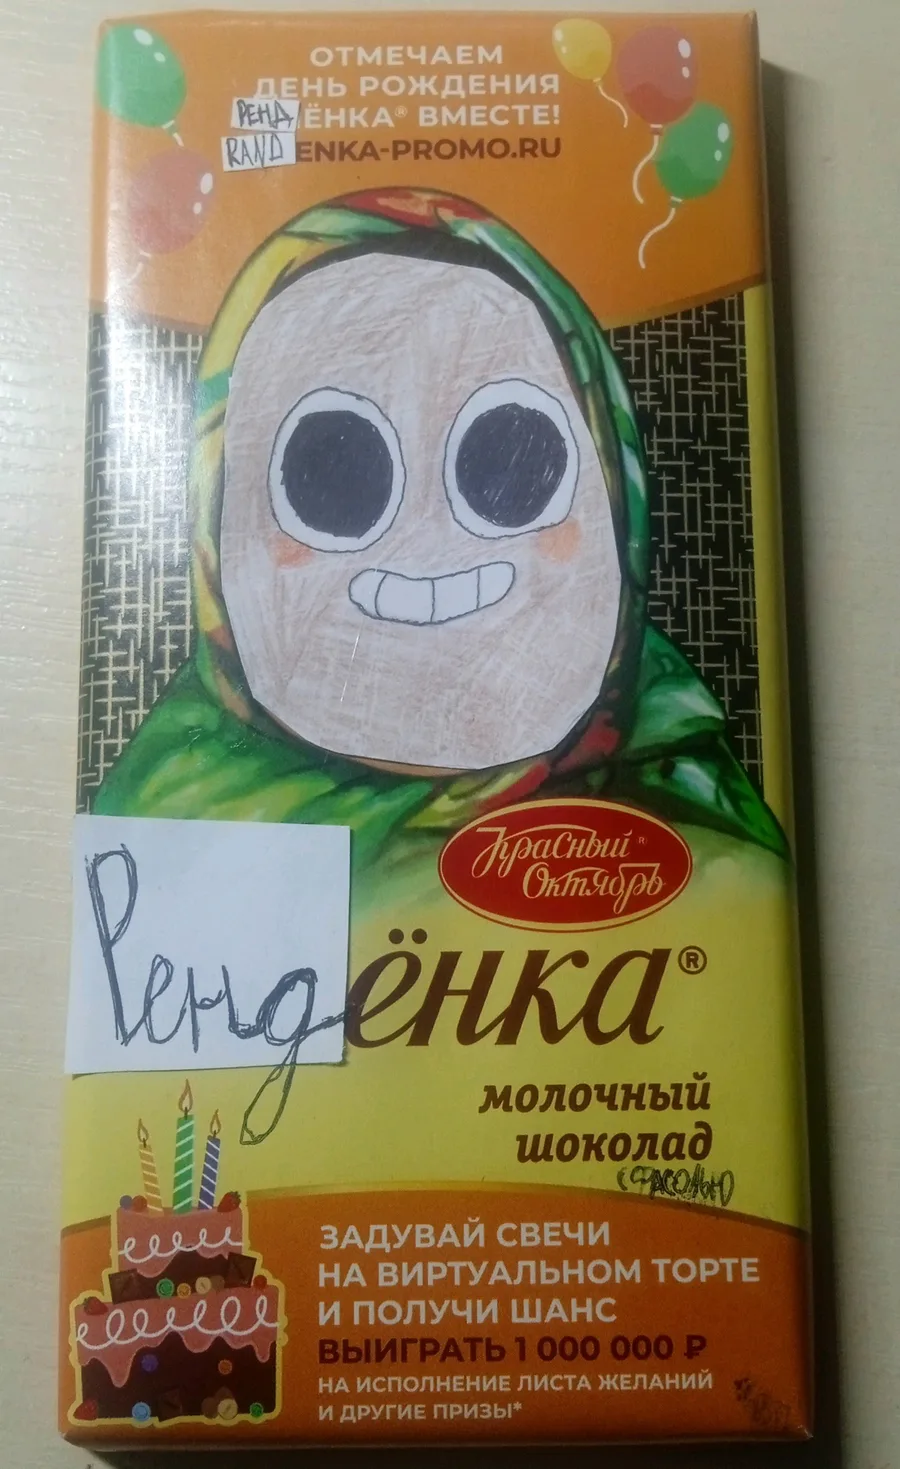 ОТМЕЧАЕМ
ДЕНЬ РОЖДЕНИЯ
РЕНДЁНКА® ВМЕСТЕ!
RANDENKA-PROMO.RU
Красный®
Октябрь
Рендёнка®
молочный
шоколад
с фасолью
ЗАДУВАЙ СВЕЧИ
НА ВИРТУАЛЬНОМ ТОРТЕ
И ПОЛУЧИ ШАНС
ВЫИГРАТЬ 1 000 000 ₽
НА ИСПОЛНЕНИЕ ЛИСТА ЖЕЛАНИЙ
И ДРУГИЕ ПРИЗЫ*